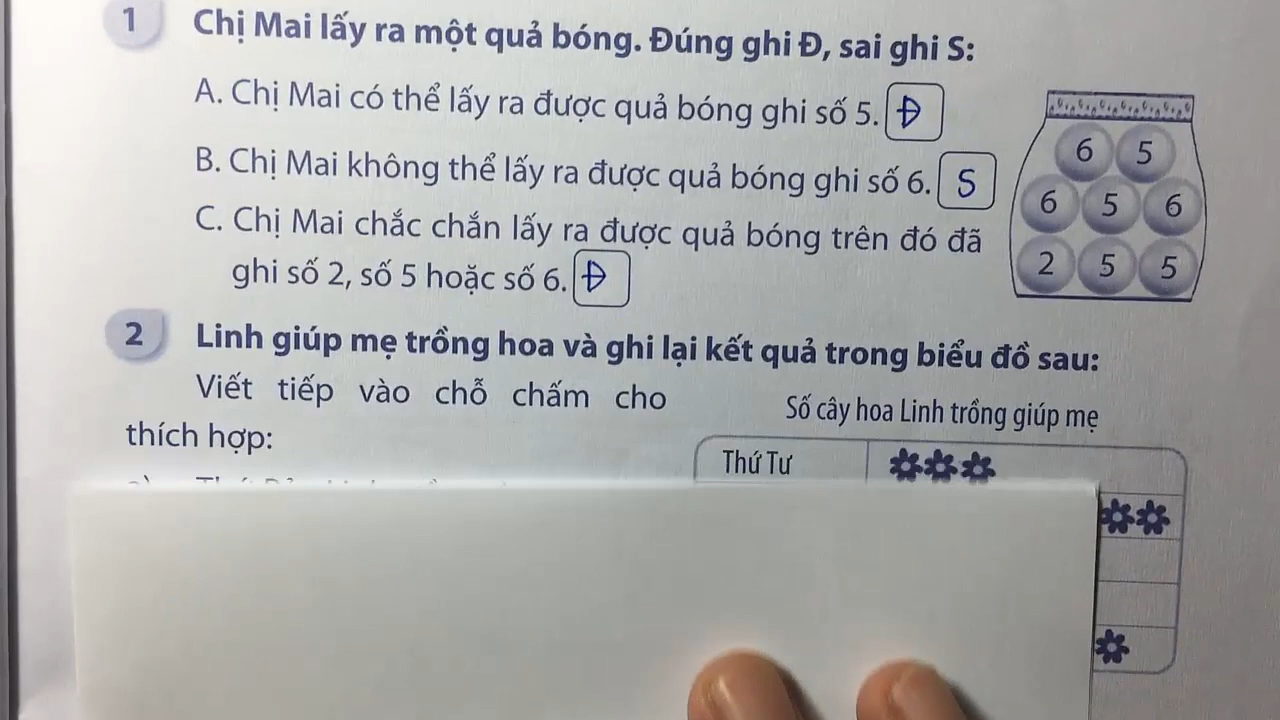 1 Chị Mai lấy ra một quả bóng. Đúng ghi Đ, sai ghi S:
A. Chị Mai có thể lấy ra được quả bóng ghi số 5. Đ
B. Chị Mai không thể lấy ra được quả bóng ghi số 6. S
C. Chị Mai chắc chắn lấy ra được quả bóng trên đó đã
ghi số 2, số 5 hoặc số 6. Đ
6 5
6 5 6
2 5 5
2 Linh giúp mẹ trồng hoa và ghi lại kết quả trong biểu đồ sau:
Viết tiếp vào chỗ chấm cho
thích hợp:
Số cây hoa Linh trồng giúp mẹ
Thứ Tư